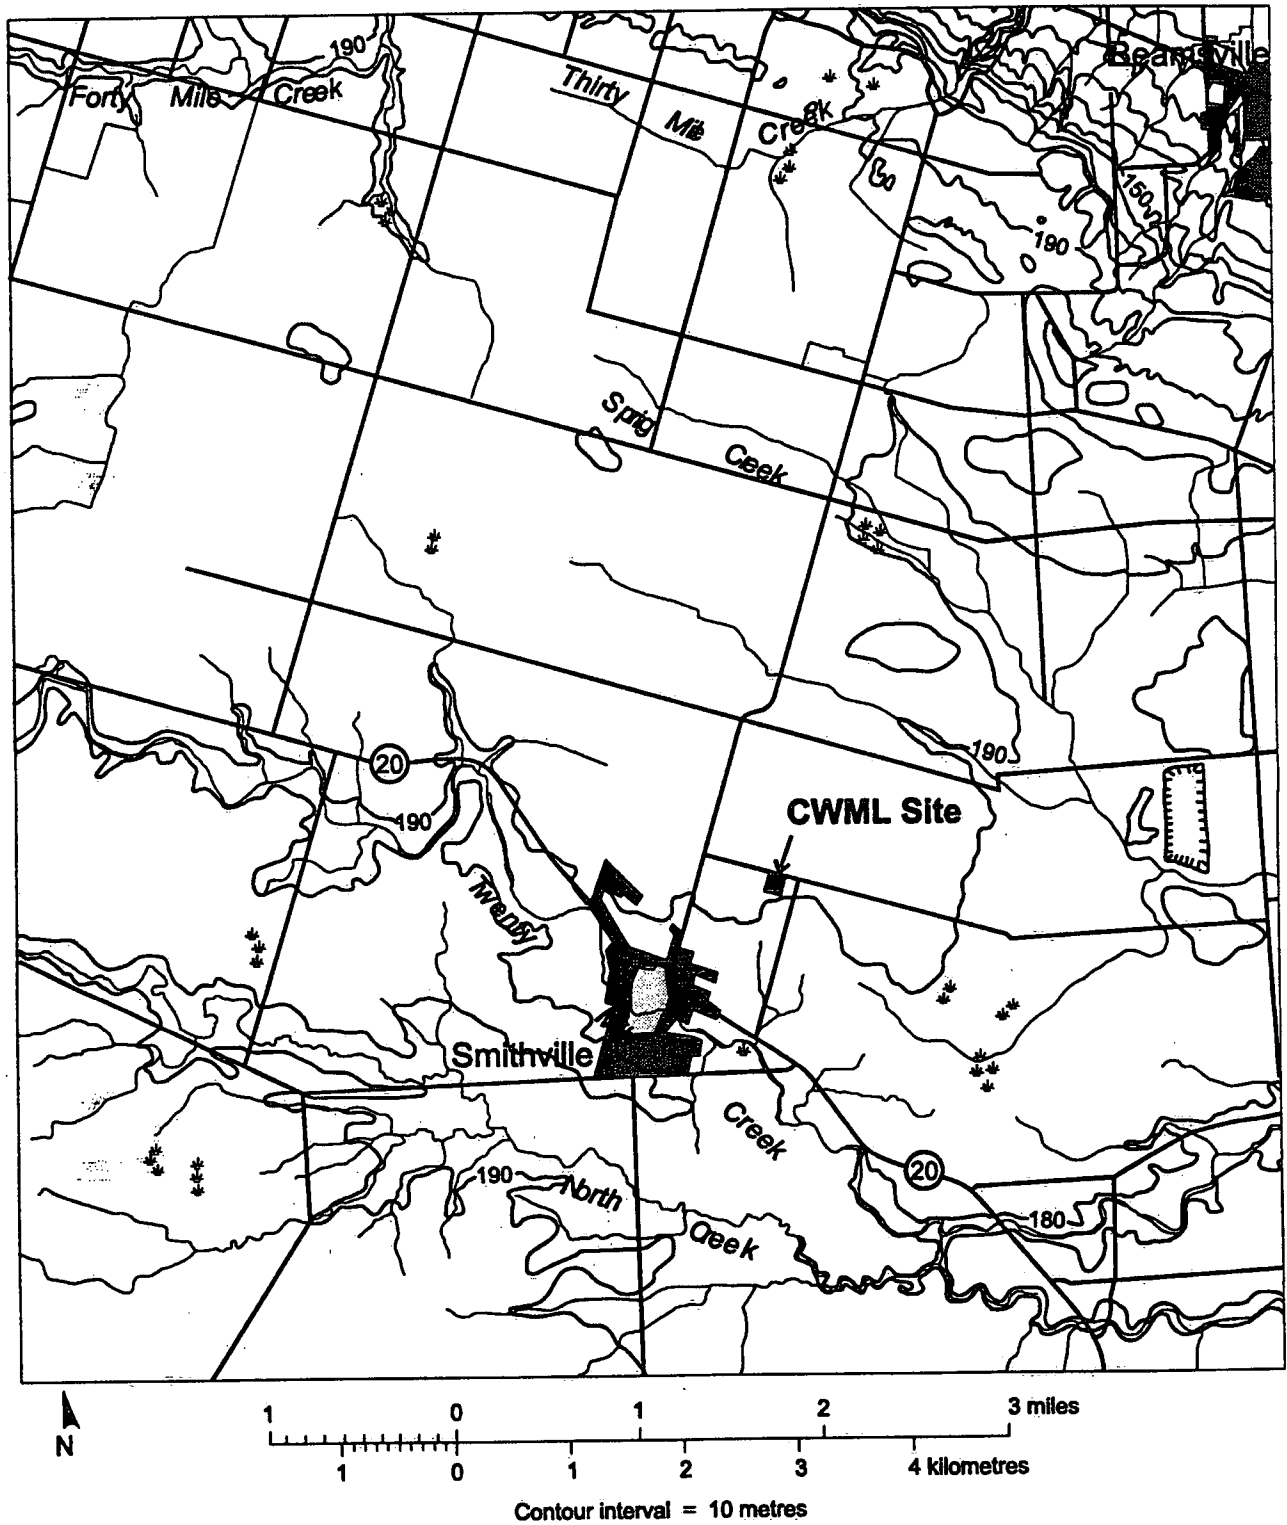 Beamsville
190
Forty Mile Creek
Thirty Mile Creek
150
190
Sprig Creek
190
20
CWML Site
190
Twenty
Smithville
Creek
20
190
North Creek
180
N
1 0 1 2 3 miles
1 0 1 2 3 4 kilometres
Contour interval = 10 metres